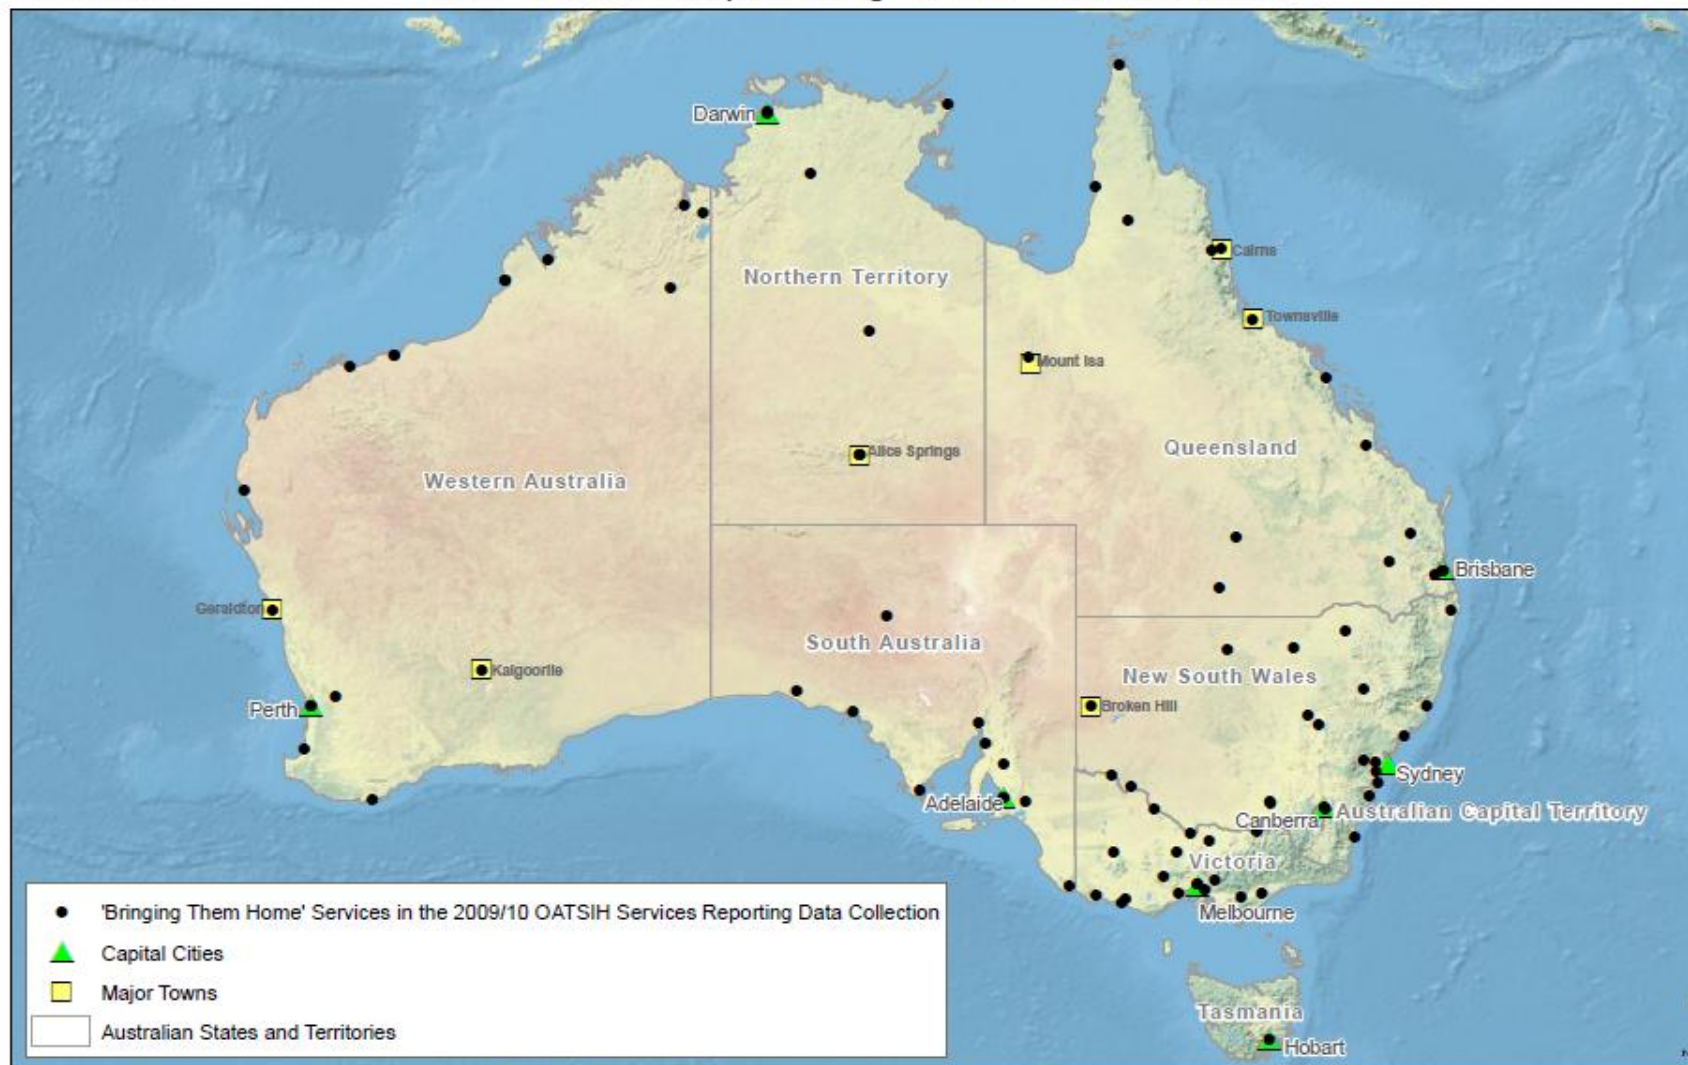 Darwin
Cairns
Northern Territory
Townsville
Mount Isa
Queensland
Alice Springs
Western Australia
Brisbane
Geraldton
South Australia
Kalgoorlie
New South Wales
Perth
Broken Hill
Sydney
Adelaide
Australian Capital Territory
Canberra
Victoria
Melbourne
'Bringing Them Home' Services in the 2009/10 OATSIH Services Reporting Data Collection
Capital Cities
Major Towns
Australian States and Territories
Tasmania
Hobart